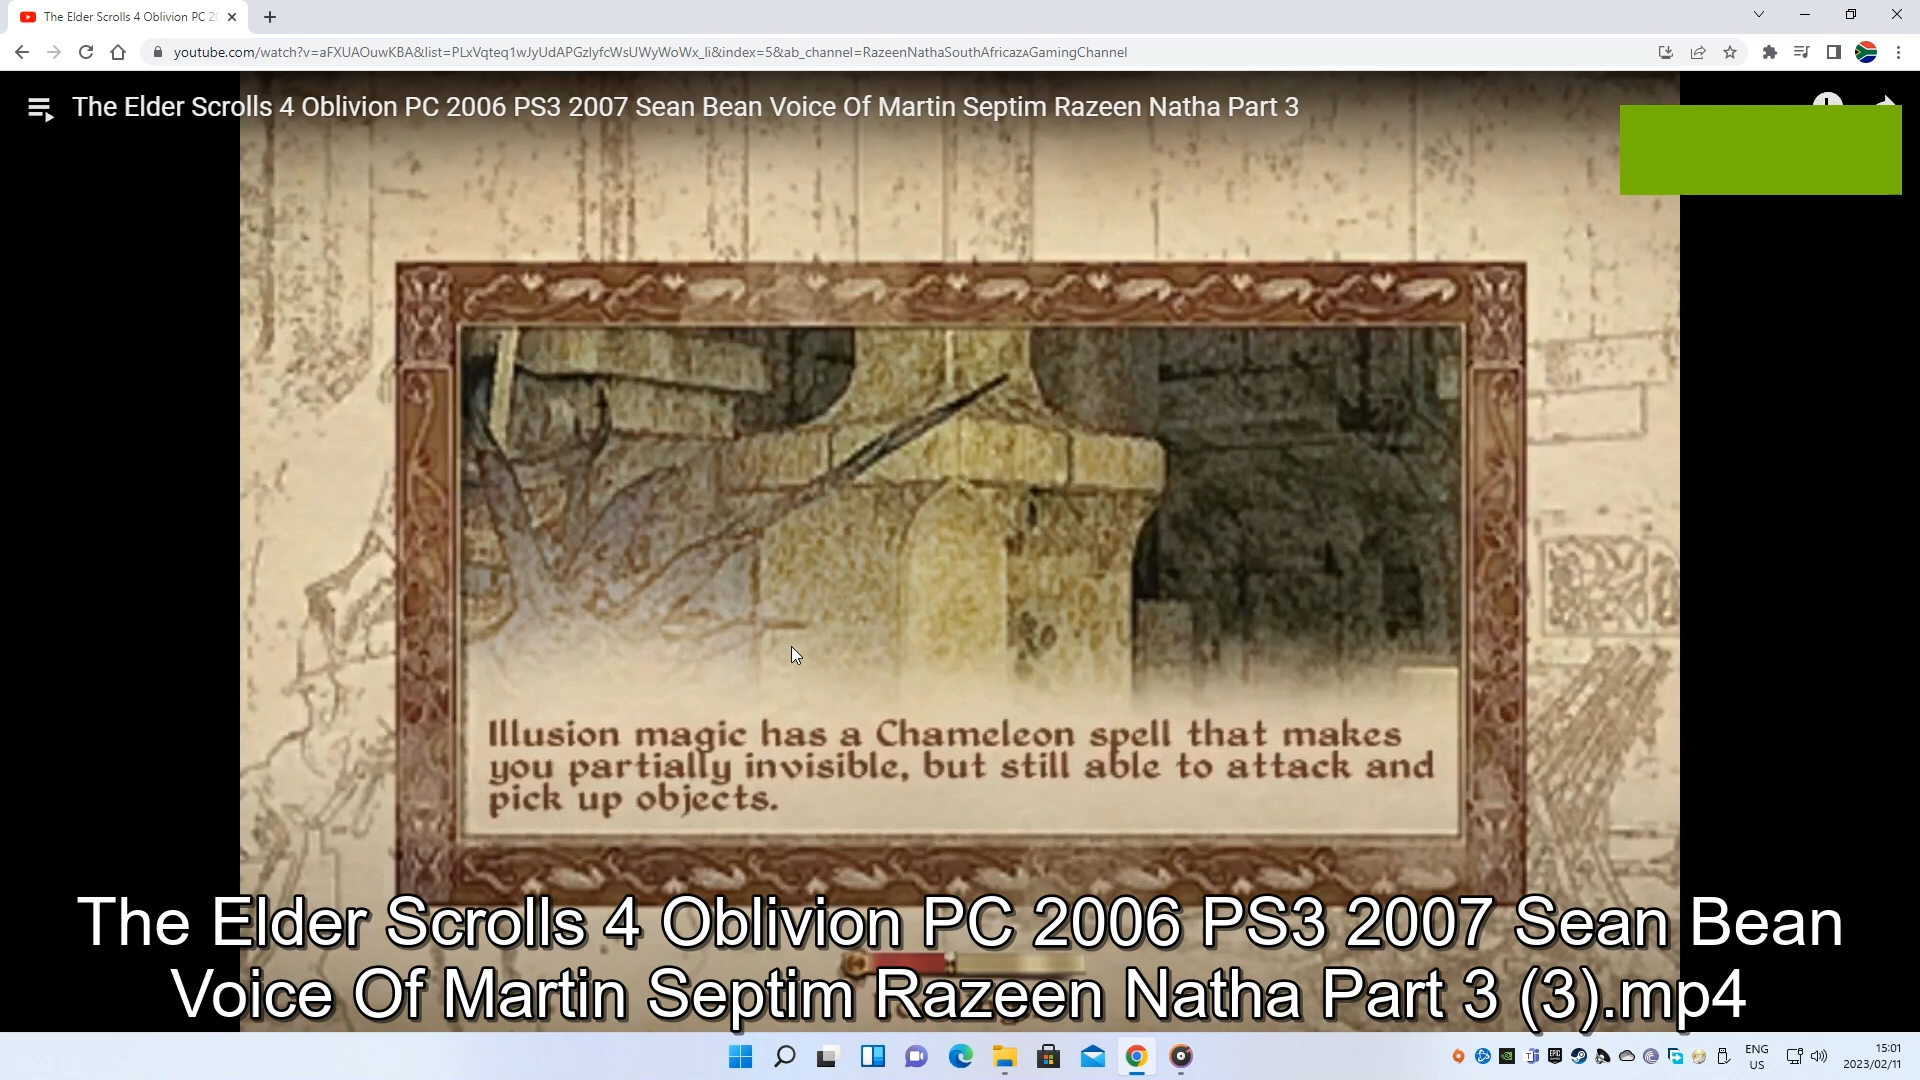 The Elder Scrolls 4 Oblivion PC 20
youtube.com/watch?v=aFXUAOuwKBA&list=PLxVqteq1wJyUdAPGzlyfcWsUWyWoWx_li&index=5&ab_channel=RazeenNathaSouthAfricazᴀGamingChannel
The Elder Scrolls 4 Oblivion PC 2006 PS3 2007 Sean Bean Voice Of Martin Septim Razeen Natha Part 3
Illusion magic has a Chameleon spell that makes
you partially invisible, but still able to attack and
pick up objects.
The Elder Scrolls 4 Oblivion PC 2006 PS3 2007 Sean Bean
Voice Of Martin Septim Razeen Natha Part 3 (3).mp4
ENG
US
15:01
2023/02/11